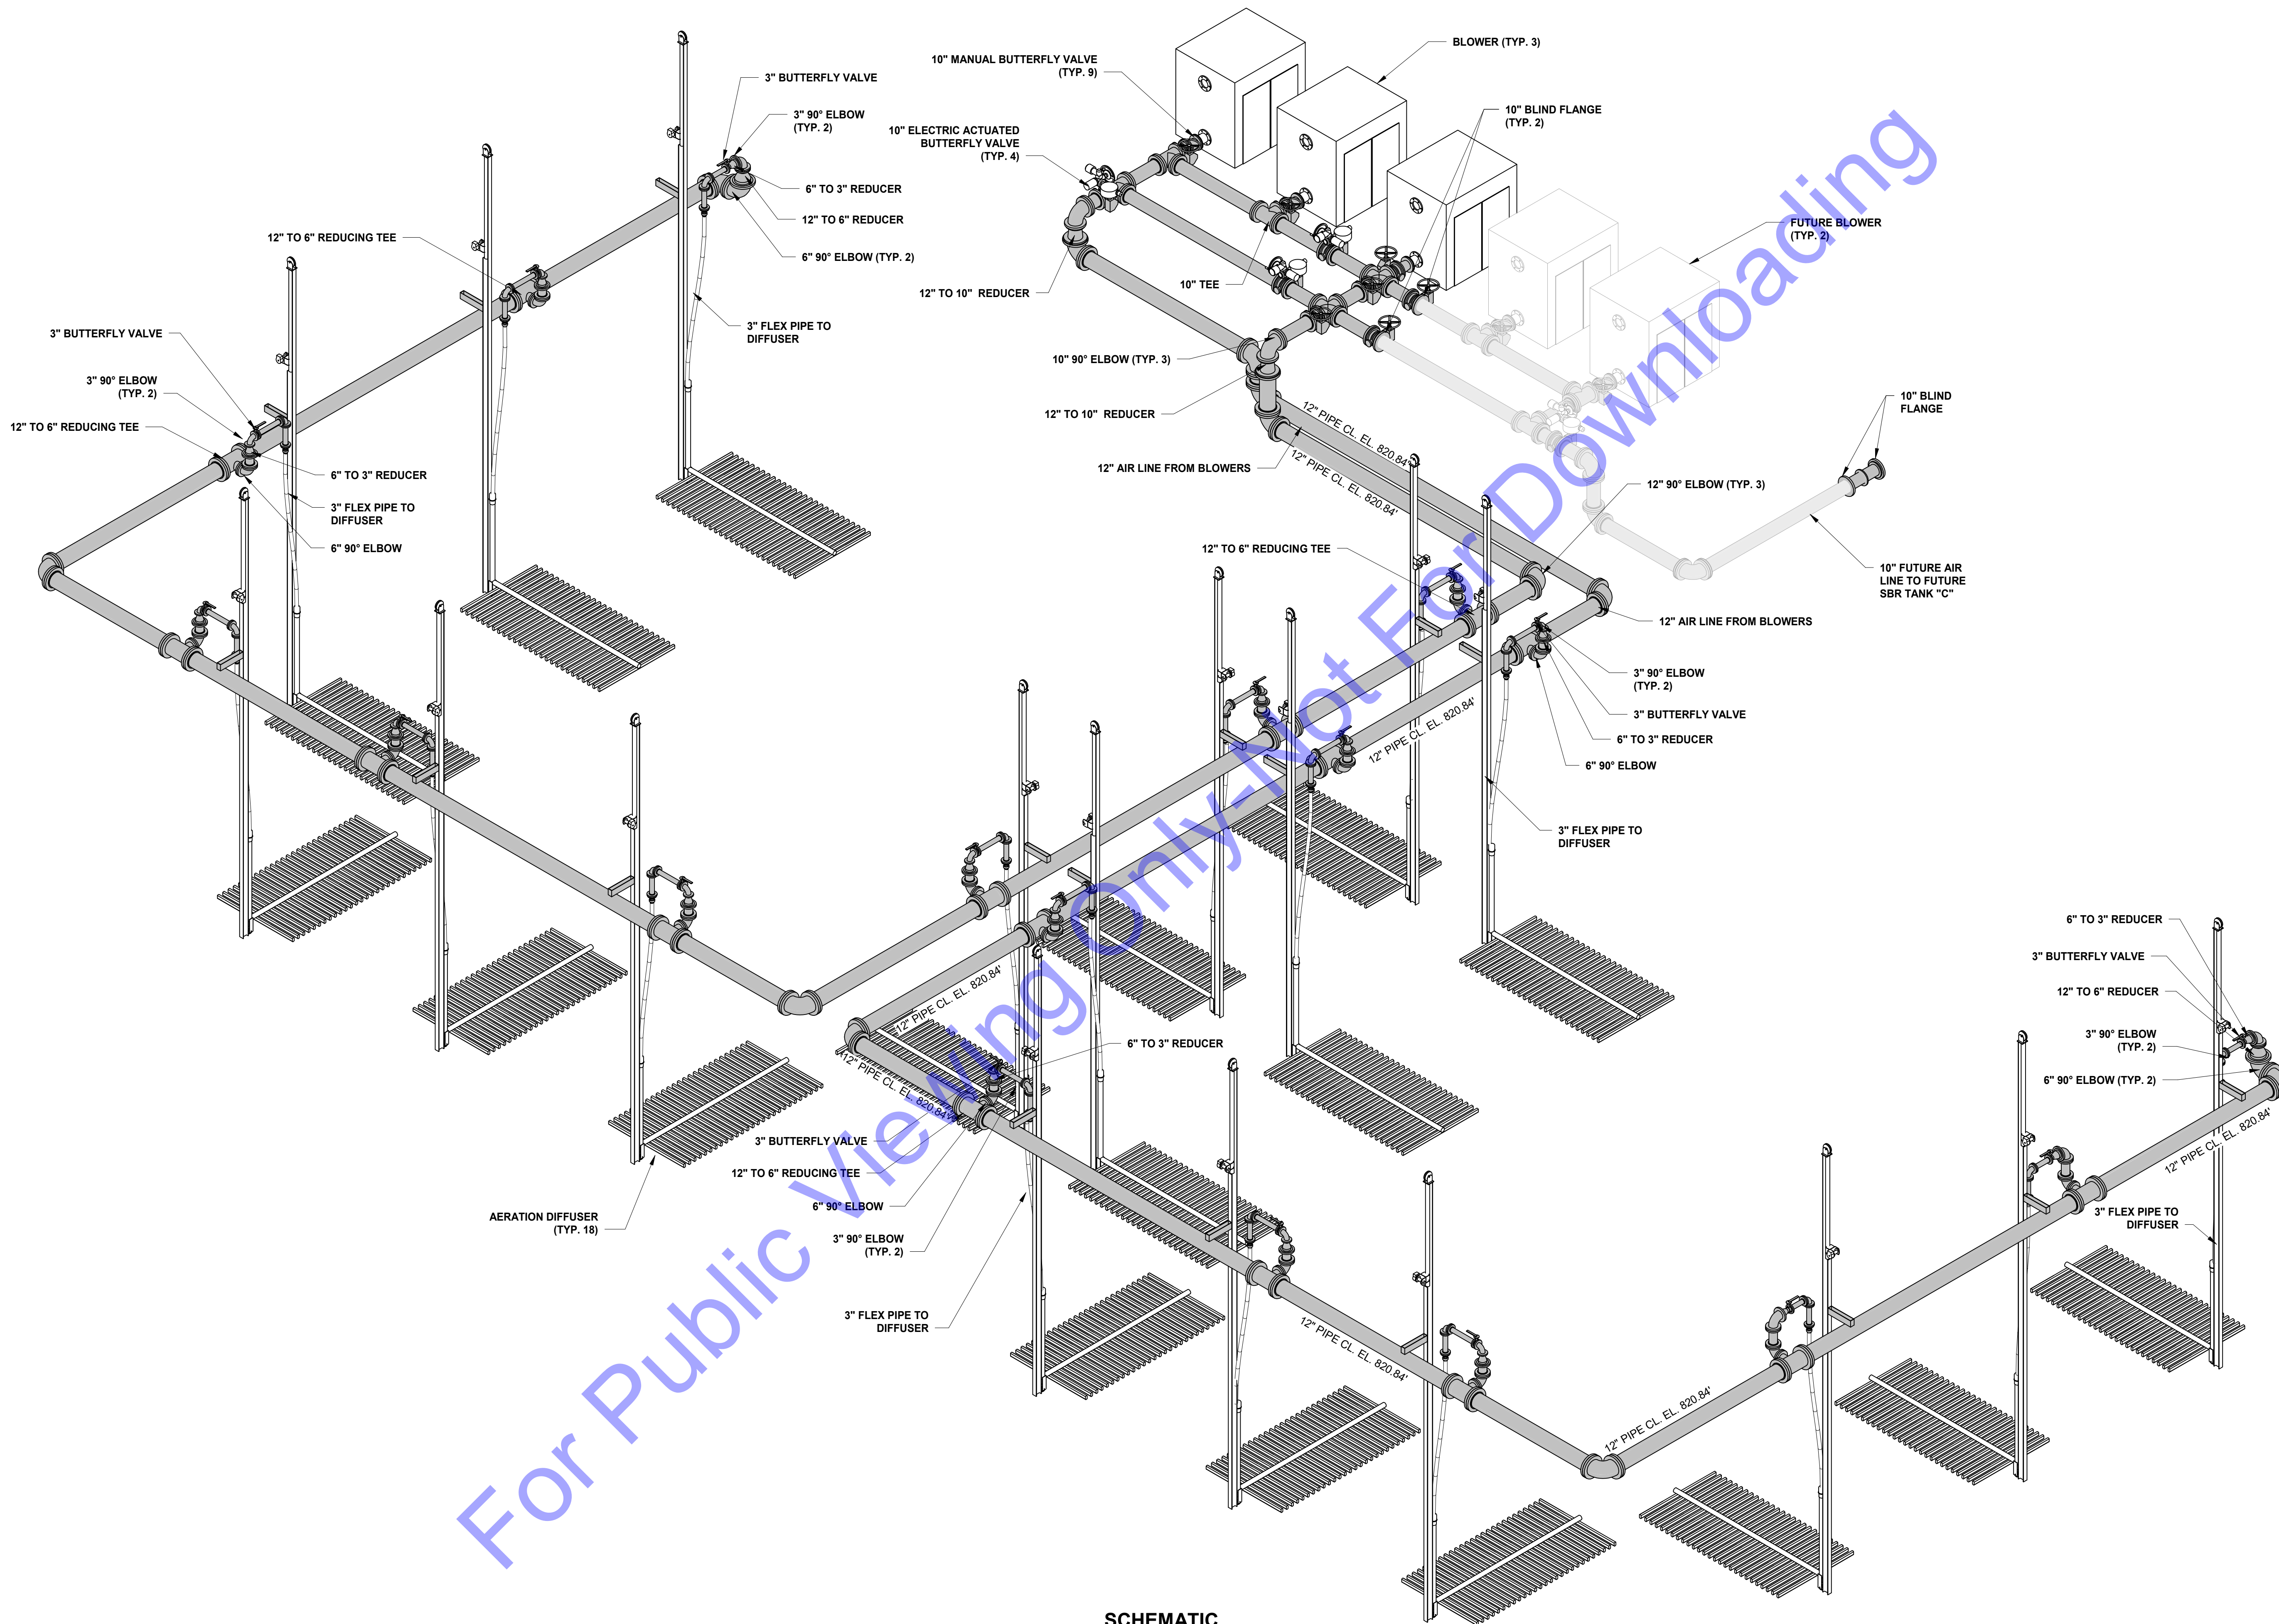 BLOWER (TYP. 3)
10" MANUAL BUTTERFLY VALVE
(TYP. 9)
3" BUTTERFLY VALVE
3" 90° ELBOW
(TYP. 2)
10" BLIND FLANGE
(TYP. 2)
10" ELECTRIC ACTUATED
BUTTERFLY VALVE
(TYP. 4)
6" TO 3" REDUCER
12" TO 6" REDUCER
FUTURE BLOWER
(TYP. 2)
12" TO 6" REDUCING TEE
6" 90° ELBOW (TYP. 2)
12" TO 10" REDUCER
10" TEE
3" FLEX PIPE TO
DIFFUSER
3" BUTTERFLY VALVE
10" 90° ELBOW (TYP. 3)
3" 90° ELBOW
(TYP. 2)
12" TO 10" REDUCER
10" BLIND
FLANGE
12" TO 6" REDUCING TEE
12" PIPE CL. EL. 820.84'
12" AIR LINE FROM BLOWERS
12" PIPE CL. EL. 820.84'
6" TO 3" REDUCER
12" 90° ELBOW (TYP. 3)
3" FLEX PIPE TO
DIFFUSER
6" 90° ELBOW
12" TO 6" REDUCING TEE
10" FUTURE AIR
LINE TO FUTURE
SBR TANK "C"
12" AIR LINE FROM BLOWERS
3" 90° ELBOW
(TYP. 2)
3" BUTTERFLY VALVE
12" PIPE CL. EL. 820.84'
6" TO 3" REDUCER
6" 90° ELBOW
3" FLEX PIPE TO
DIFFUSER
6" TO 3" REDUCER
3" BUTTERFLY VALVE
12" TO 6" REDUCER
12" PIPE CL. EL. 820.84'
3" 90° ELBOW
(TYP. 2)
6" TO 3" REDUCER
6" 90° ELBOW (TYP. 2)
12" PIPE CL. EL. 820.84'
12" PIPE CL. EL. 820.84'
3" BUTTERFLY VALVE
12" TO 6" REDUCING TEE
6" 90° ELBOW
AERATION DIFFUSER
(TYP. 18)
3" 90° ELBOW
(TYP. 2)
3" FLEX PIPE TO
DIFFUSER
3" FLEX PIPE TO
DIFFUSER
12" PIPE CL. EL. 820.84'
12" PIPE CL. EL. 820.84'
For Public Viewing Only-Not For Downloading
SCHEMATIC